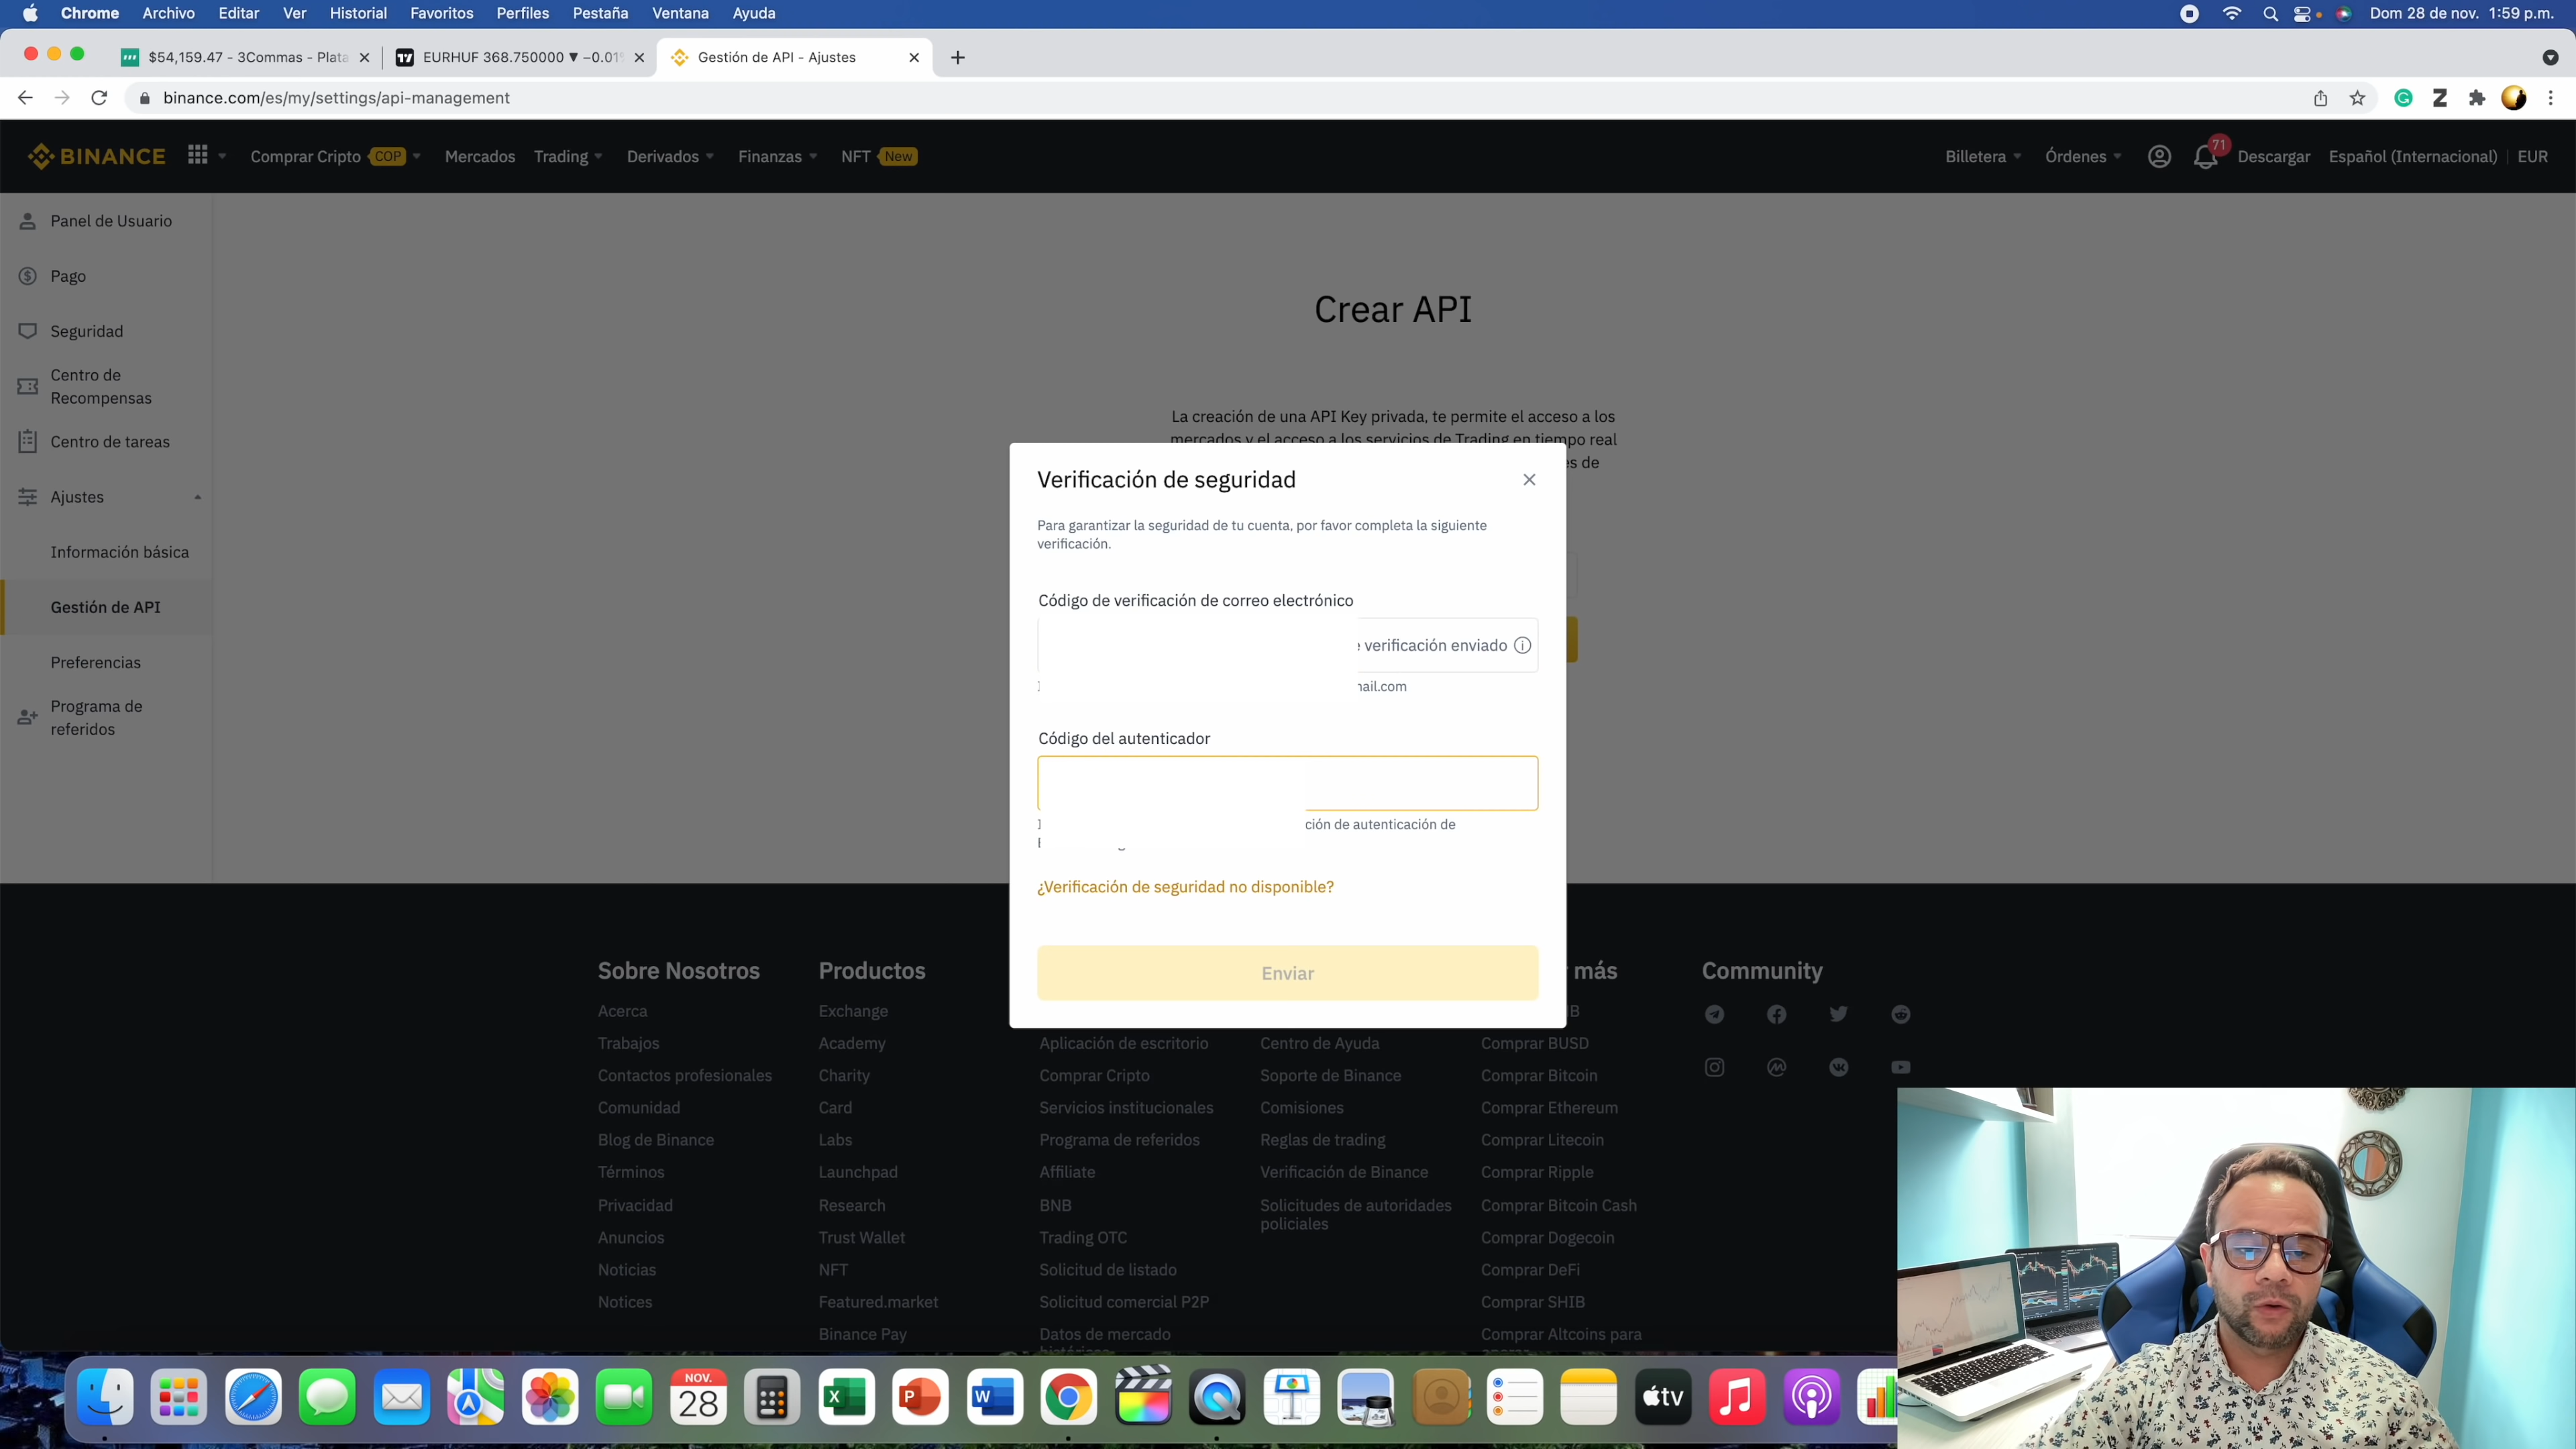 Chrome Archivo Editar Ver Historial Favoritos Perfiles Pestaña Ventana Ayuda
Dom 28 de nov. 1:59 p.m.
$54,159.47 - 3Commas - Plata
EURHUF 368.750000 ▼ −0.01%
Gestión de API - Ajustes
binance.com/es/my/settings/api-management
BINANCE
Comprar Cripto COP Mercados Trading Derivados Finanzas NFT New
Billetera Órdenes 71 Descargar Español (Internacional) EUR
Panel de Usuario
Pago
Seguridad
Centro de
Recompensas
Centro de tareas
Ajustes
Información básica
Gestión de API
Preferencias
Programa de
referidos
Crear API
La creación de una API Key privada, te permite el acceso a los
mercados y el acceso a los servicios de Trading en tiempo real
es de
Verificación de seguridad
Para garantizar la seguridad de tu cuenta, por favor completa la siguiente
verificación.
Código de verificación de correo electrónico
verificación enviado
mail.com
Código del autenticador
ción de autenticación de
¿Verificación de seguridad no disponible?
Enviar
Sobre Nosotros
Acerca
Trabajos
Contactos profesionales
Comunidad
Blog de Binance
Términos
Privacidad
Anuncios
Noticias
Notices
Productos
Exchange
Academy
Charity
Card
Labs
Launchpad
Research
Trust Wallet
NFT
Featured.market
Binance Pay
Aplicación de escritorio
Comprar Cripto
Servicios institucionales
Programa de referidos
Affiliate
BNB
Trading OTC
Solicitud de listado
Solicitud comercial P2P
Datos de mercado
Centro de Ayuda
Soporte de Binance
Comisiones
Reglas de trading
Verificación de Binance
Solicitudes de autoridades
policiales
más
Comprar BUSD
Comprar Bitcoin
Comprar Ethereum
Comprar Litecoin
Comprar Ripple
Comprar Bitcoin Cash
Comprar Dogecoin
Comprar DeFi
Comprar SHIB
Comprar Altcoins para
Community
NOV.
28
tv